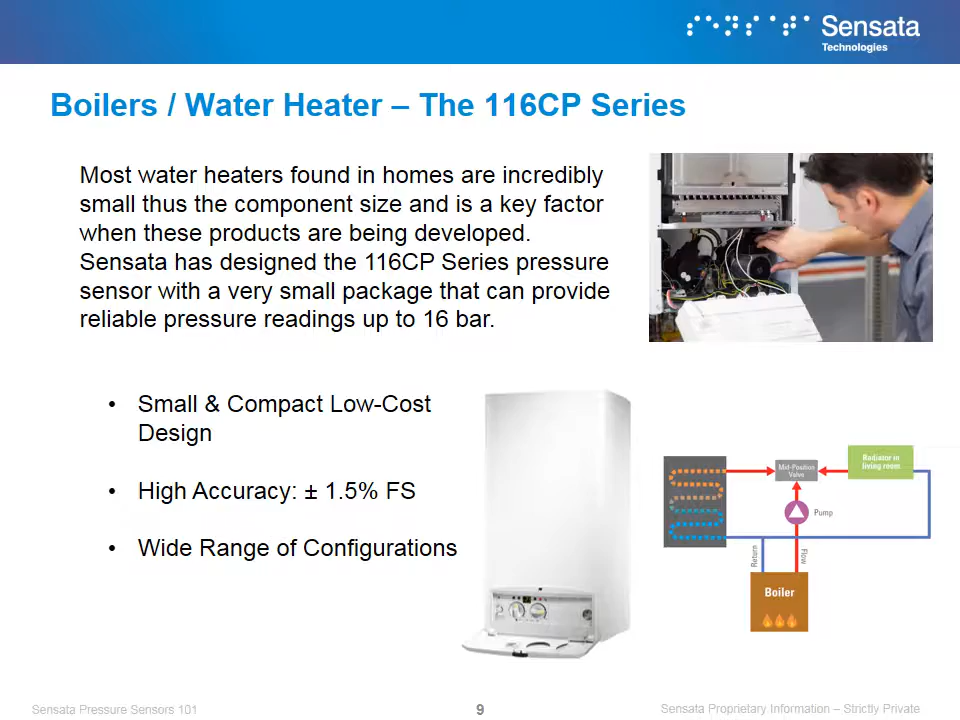 Sensata
Technologies
Boilers / Water Heater – The 116CP Series
Most water heaters found in homes are incredibly
small thus the component size and is a key factor
when these products are being developed.
Sensata has designed the 116CP Series pressure
sensor with a very small package that can provide
reliable pressure readings up to 16 bar.
• Small & Compact Low-Cost
Design
• High Accuracy: ± 1.5% FS
• Wide Range of Configurations
Mid-Position
Valve
Radiator in
living room
Pump
Return
Flow
Boiler
Sensata Pressure Sensors 101
9
Sensata Proprietary Information – Strictly Private